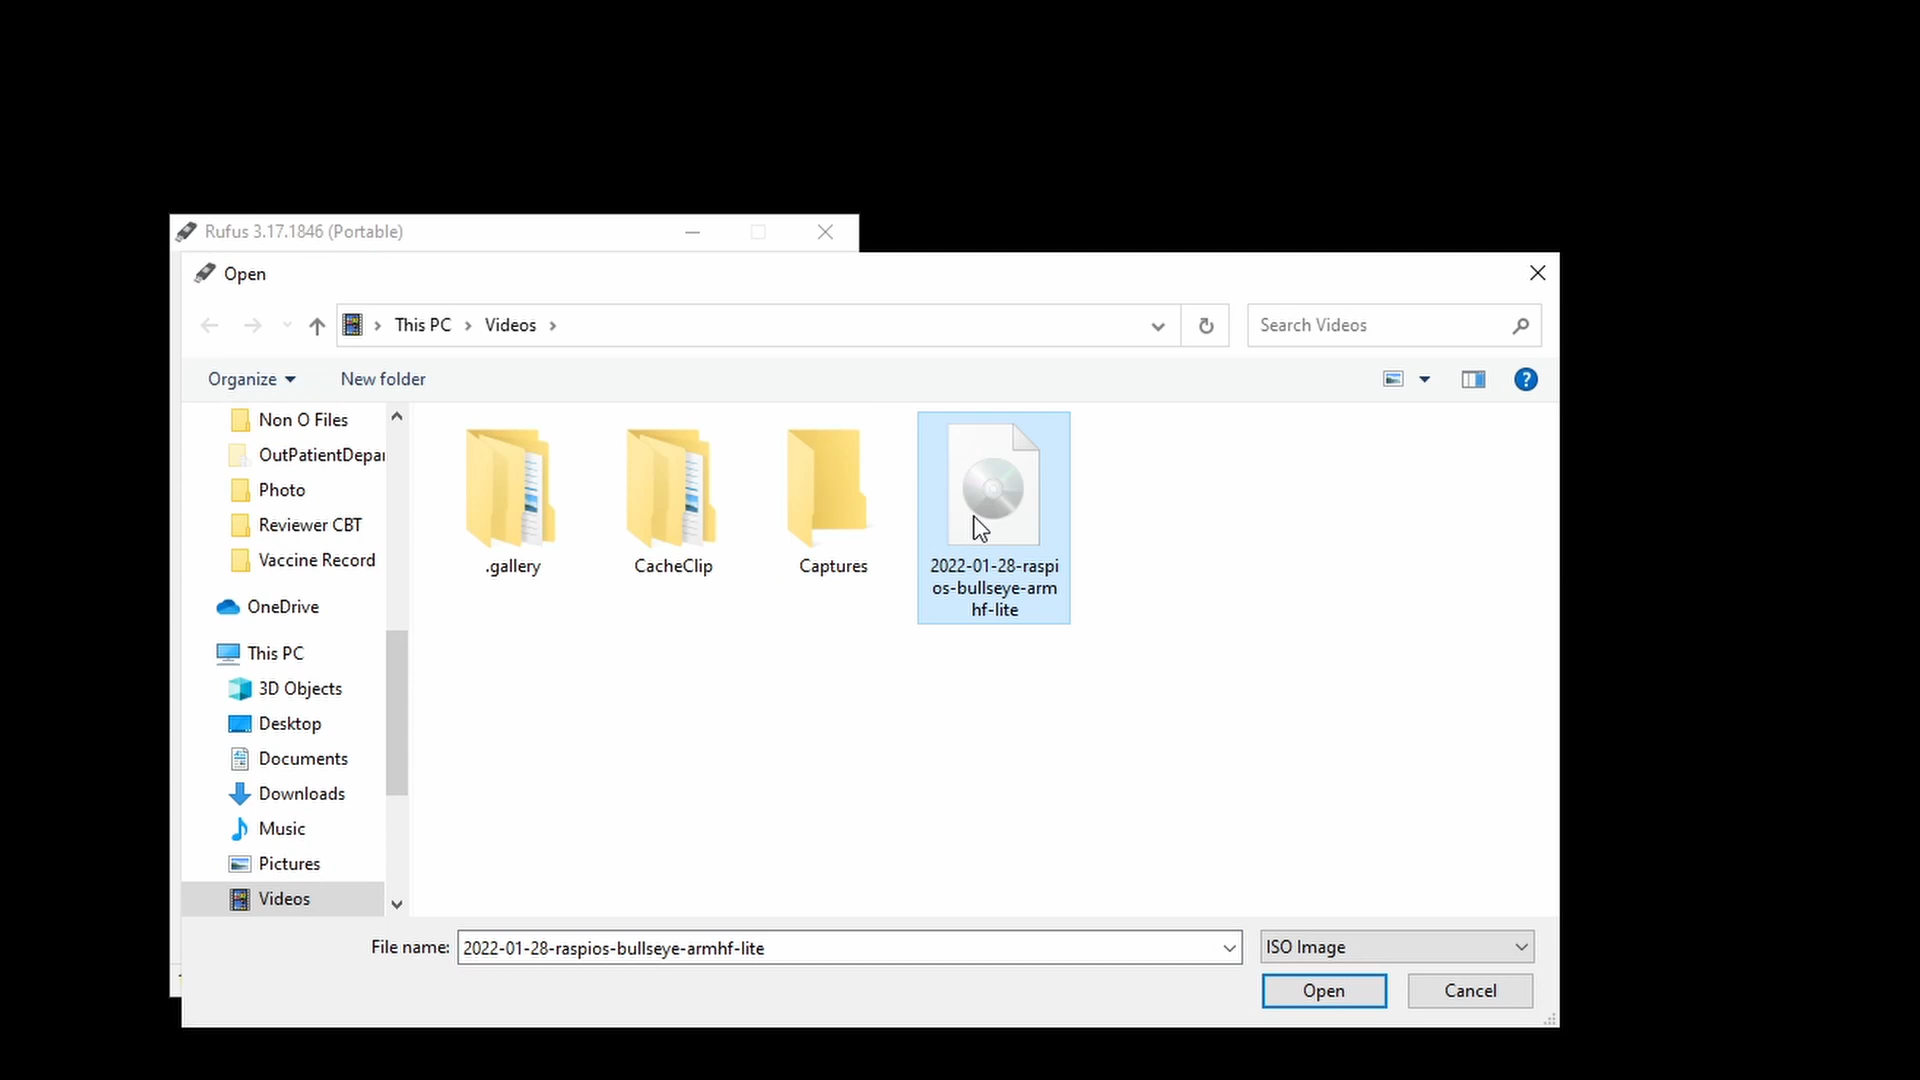 Rufus 3.17.1846 (Portable)
Open
This PC
Videos
Search Videos
Organize
New folder
?
Non O Files
OutPatientDepar
Photo
Reviewer CBT
Vaccine Record
OneDrive
This PC
3D Objects
Desktop
Documents
Downloads
Music
Pictures
Videos
.gallery
CacheClip
Captures
2022-01-28-raspi
os-bullseye-arm
hf-lite
File name: 2022-01-28-raspios-bullseye-armhf-lite
ISO Image
Open
Cancel